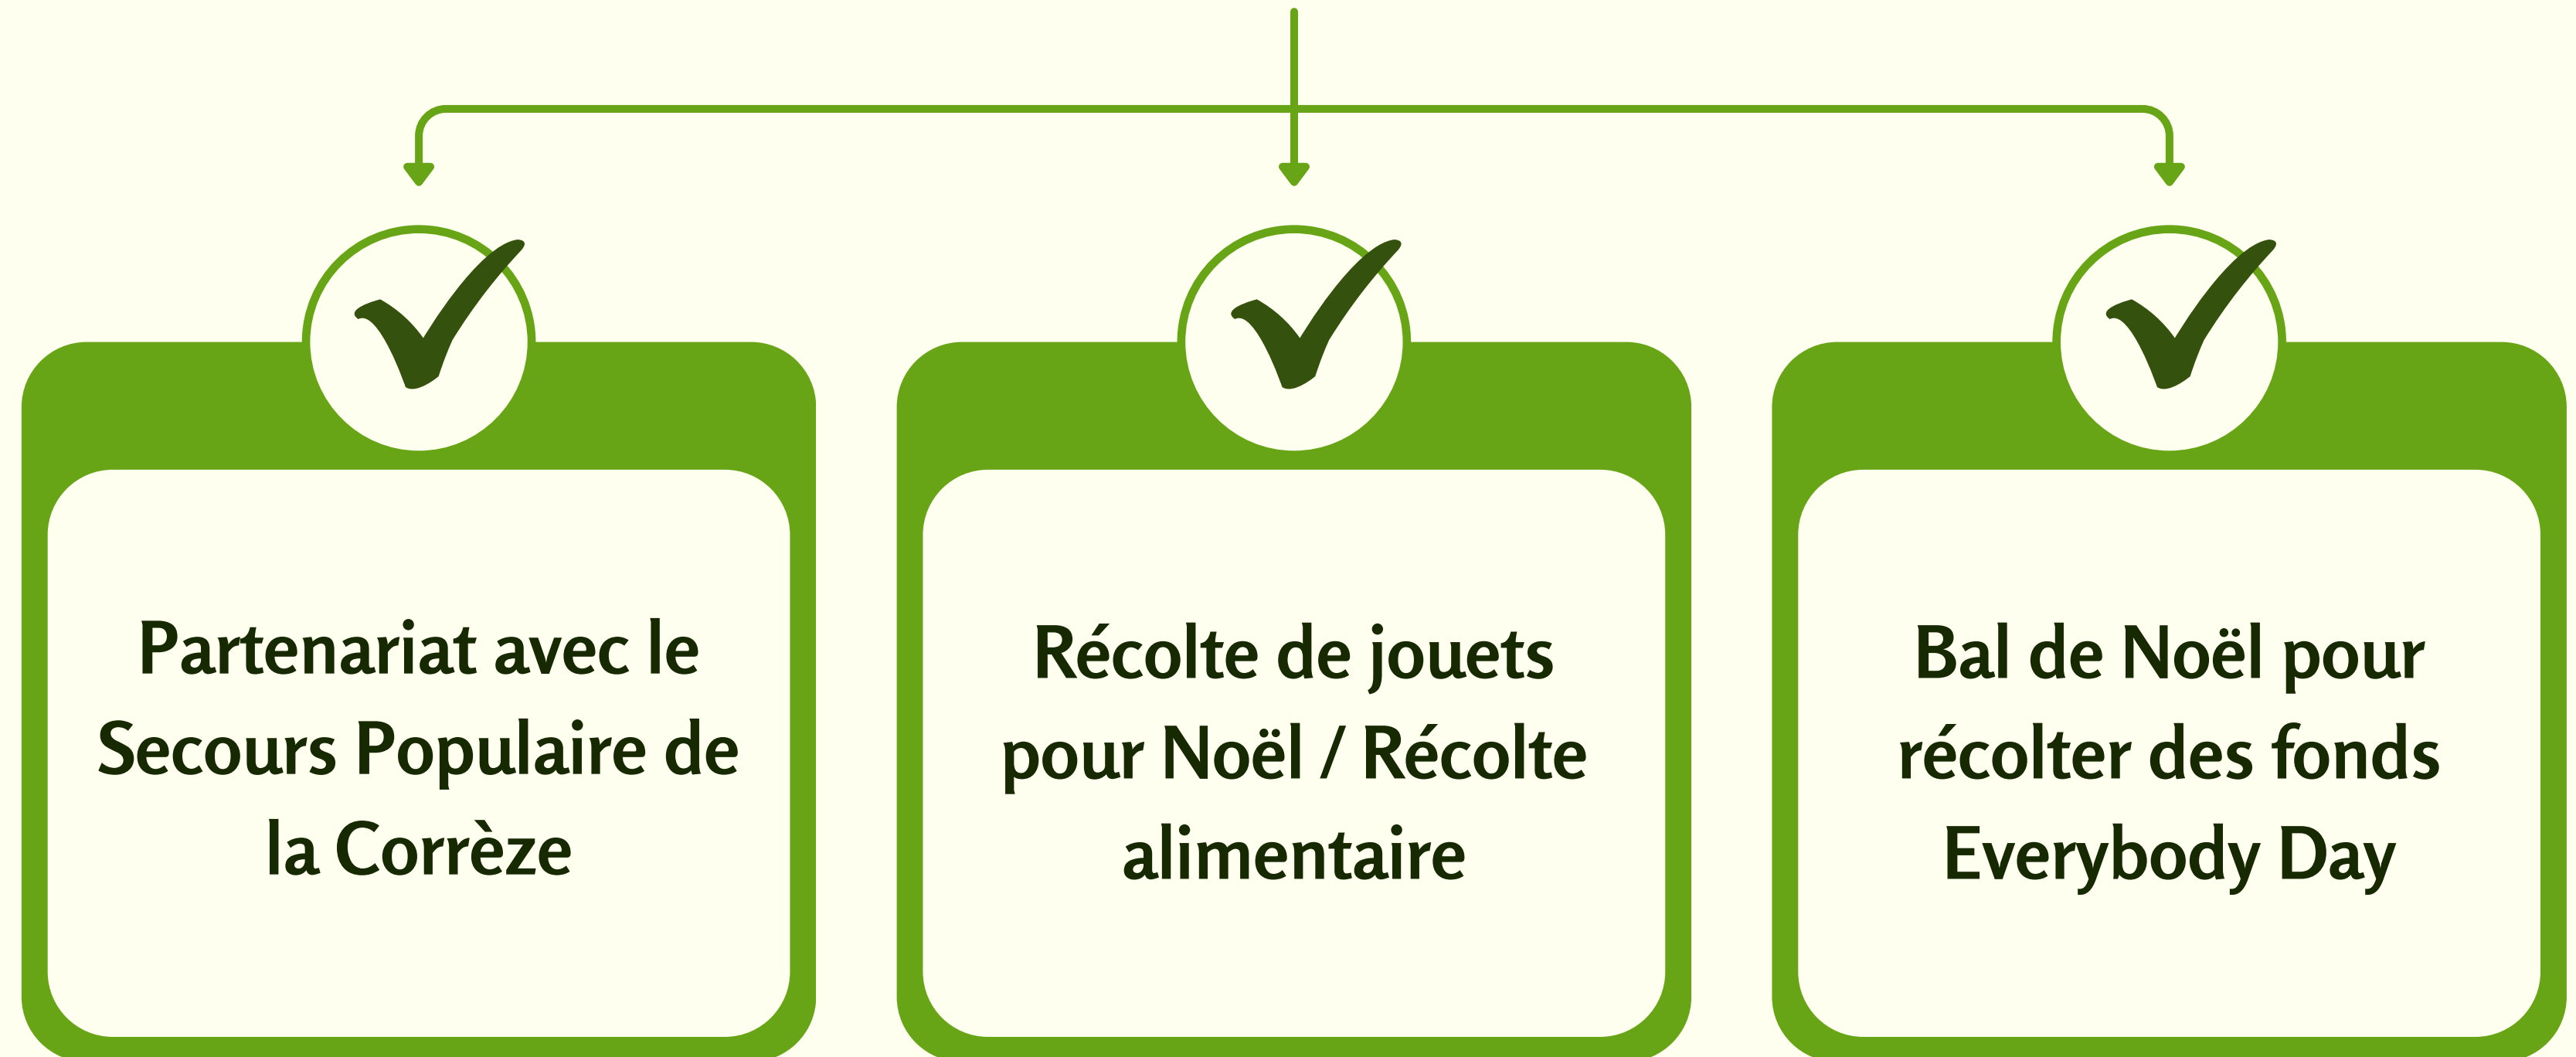 Partenariat avec le
Secours Populaire de
la Corrèze
Récolte de jouets
pour Noël / Récolte
alimentaire
Bal de Noël pour
récolter des fonds
Everybody Day